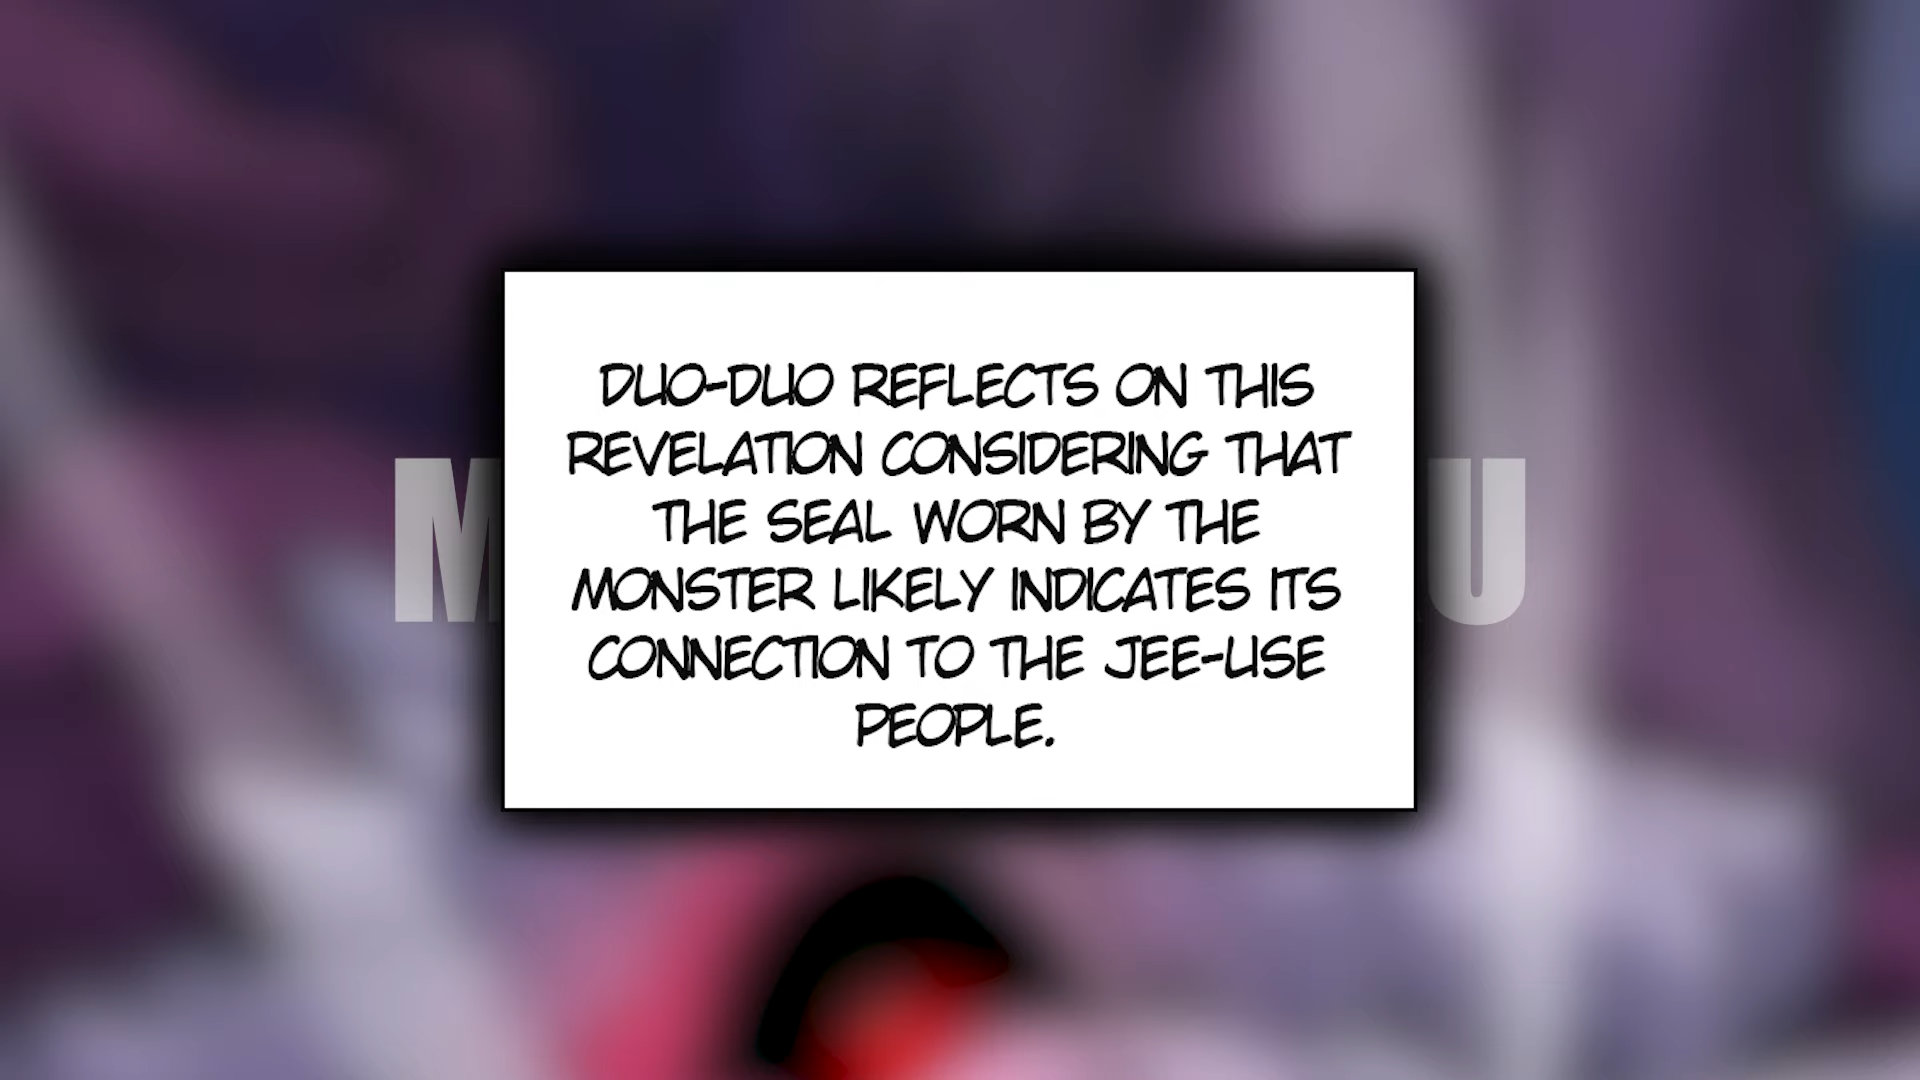 DUO-DUO REFLECTS ON THIS
REVELATION CONSIDERING THAT
THE SEAL WORN BY THE
MONSTER LIKELY INDICATES ITS
CONNECTION TO THE JEE-USE
PEOPLE.